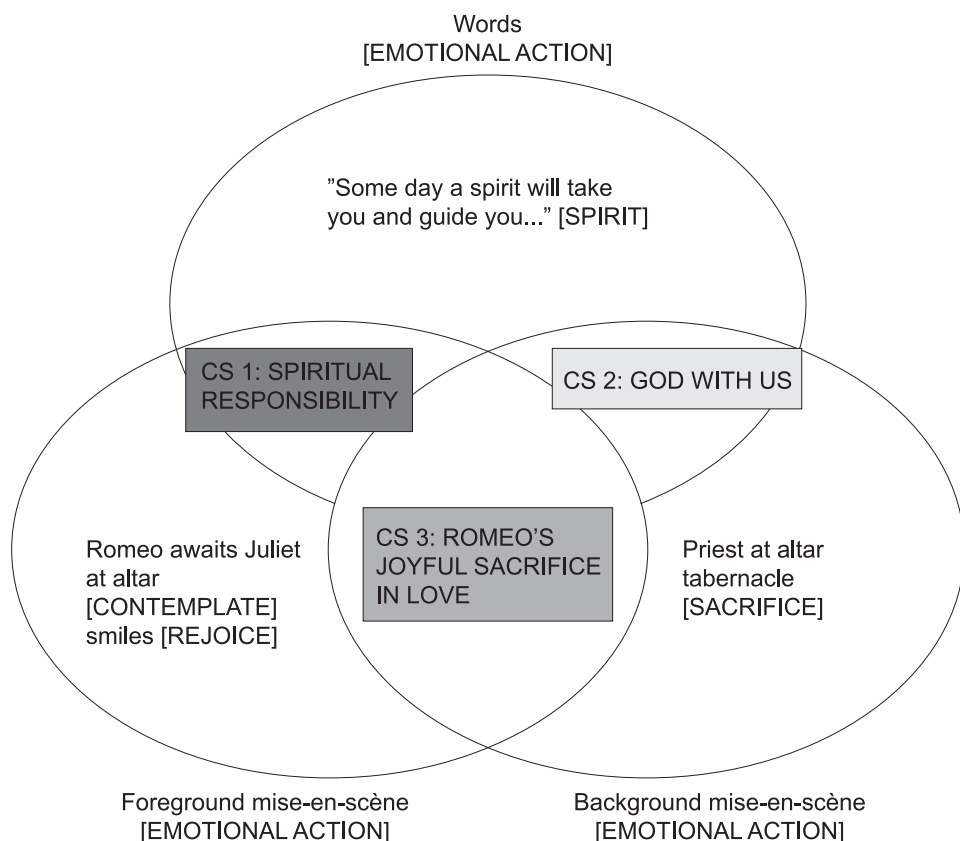 Words
[EMOTIONAL ACTION]
”Some day a spirit will take
you and guide you...” [SPIRIT]
CS 1: SPIRITUAL
RESPONSIBILITY
CS 2: GOD WITH US
Romeo awaits Juliet
at altar
[CONTEMPLATE]
smiles [REJOICE]
CS 3: ROMEO’S
JOYFUL SACRIFICE
IN LOVE
Priest at altar
tabernacle
[SACRIFICE]
Foreground mise-en-scène
[EMOTIONAL ACTION]
Background mise-en-scène
[EMOTIONAL ACTION]